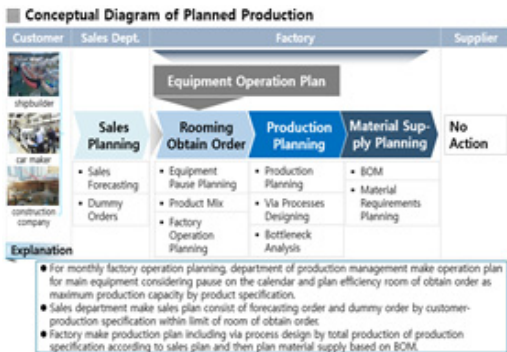 Conceptual Diagram of Planned Production
Customer Sales Dept. Factory Supplier
Equipment Operation Plan
shipbuilder
car maker
construction
company
Sales
Planning
Rooming
Obtain Order
Production
Planning
Material Sup-
ply Planning
No
Action
• Sales
Forecasting
• Dummy
Orders
• Equipment
Pause Planning
• Product Mix
• Factory
Operation
Planning
• Production
Planning
• Via Processes
Designing
• Bottleneck
Analysis
• BOM
• Material
Requirements
Planning
Explanation
● For monthly factory operation planning, department of production management make operation plan
for main equipment considering pause on the calendar and plan efficiency room of obtain order as
maximum production capacity by product specification.
● Sales department make sales plan consist of forecasting order and dummy order by customer-
production specification within limit of room of obtain order.
● Factory make production plan including via process design by total production of production
specification according to sales plan and then plan material supply based on BOM.